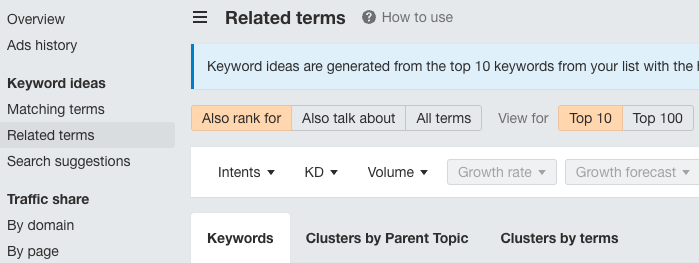 Overview
Ads history
Keyword ideas
Matching terms
Related terms
Search suggestions
Traffic share
By domain
By page
Related terms How to use
Keyword ideas are generated from the top 10 keywords from your list with the
Also rank for Also talk about All terms View for Top 10 Top 100
Intents KD Volume Growth rate Growth forecast
Keywords Clusters by Parent Topic Clusters by terms